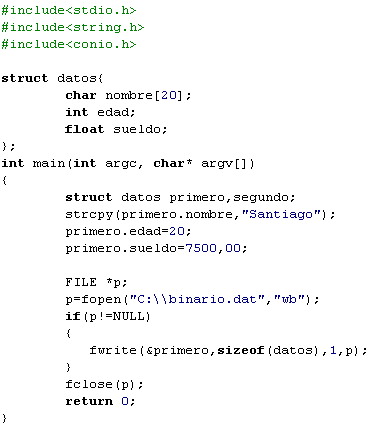 #include<stdio.h>
#include<string.h>
#include<conio.h>

struct datos{
        char nombre[20];
        int edad;
        float sueldo;
};
int main(int argc, char* argv[])
{
        struct datos primero,segundo;
        strcpy(primero.nombre,"Santiago");
        primero.edad=20;
        primero.sueldo=7500,00;

        FILE *p;
        p=fopen("C:\\binario.dat","wb");
        if(p!=NULL)
        {
           fwrite(&primero,sizeof(datos),1,p);
        }
        fclose(p);
        return 0;
}